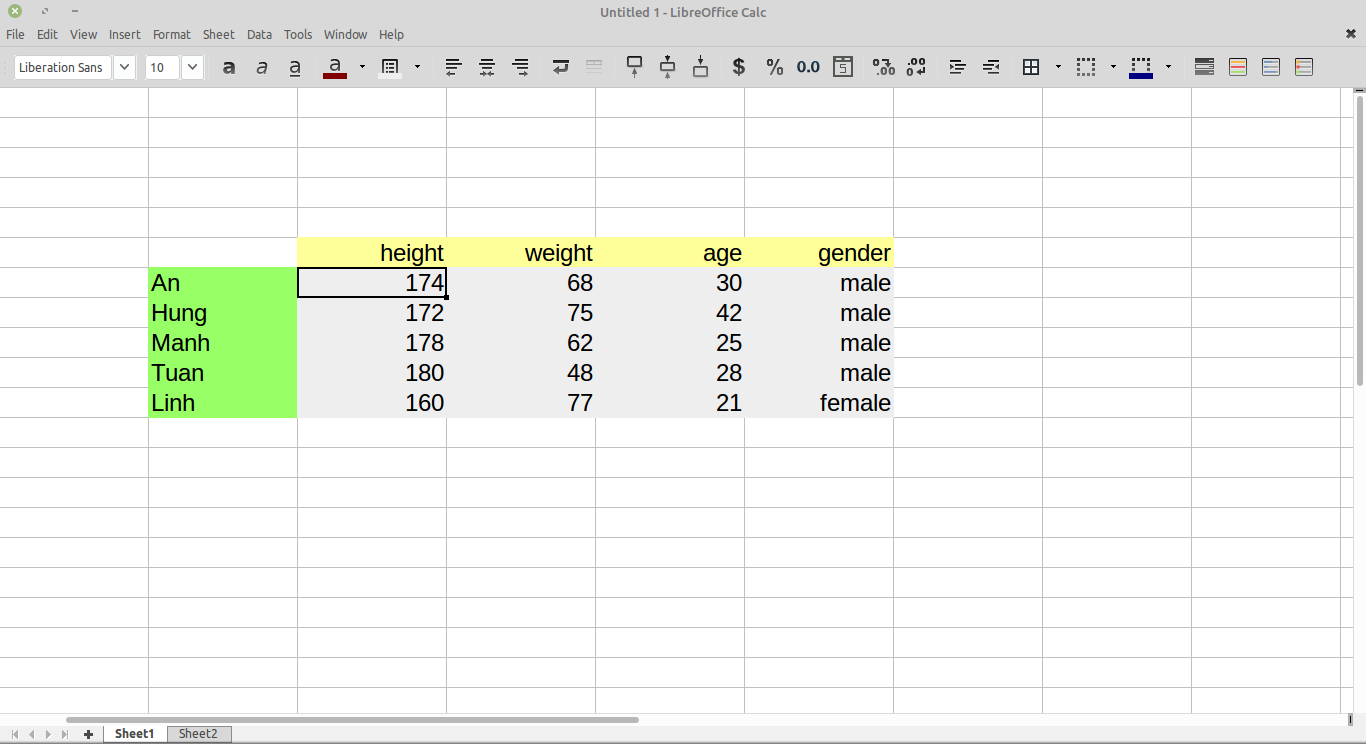 Untitled 1 - LibreOffice Calc
File Edit View Insert Format Sheet Data Tools Window Help
Liberation Sans 10 a a a a $ % 0.0
height weight age gender
An 174 68 30 male
Hung 172 75 42 male
Manh 178 62 25 male
Tuan 180 48 28 male
Linh 160 77 21 female
Sheet1 Sheet2